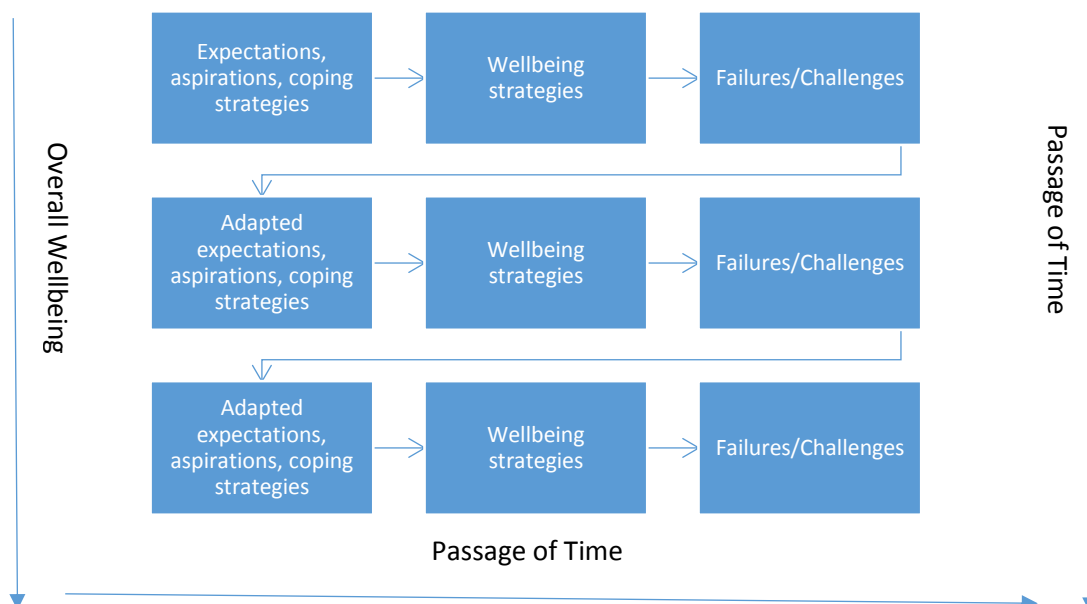 Expectations,
aspirations, coping
strategies
Wellbeing
strategies
Failures/Challenges
Overall Wellbeing
Passage of Time
Adapted
expectations,
aspirations, coping
strategies
Wellbeing
strategies
Failures/Challenges
Adapted
expectations,
aspirations, coping
strategies
Wellbeing
strategies
Failures/Challenges
Passage of Time